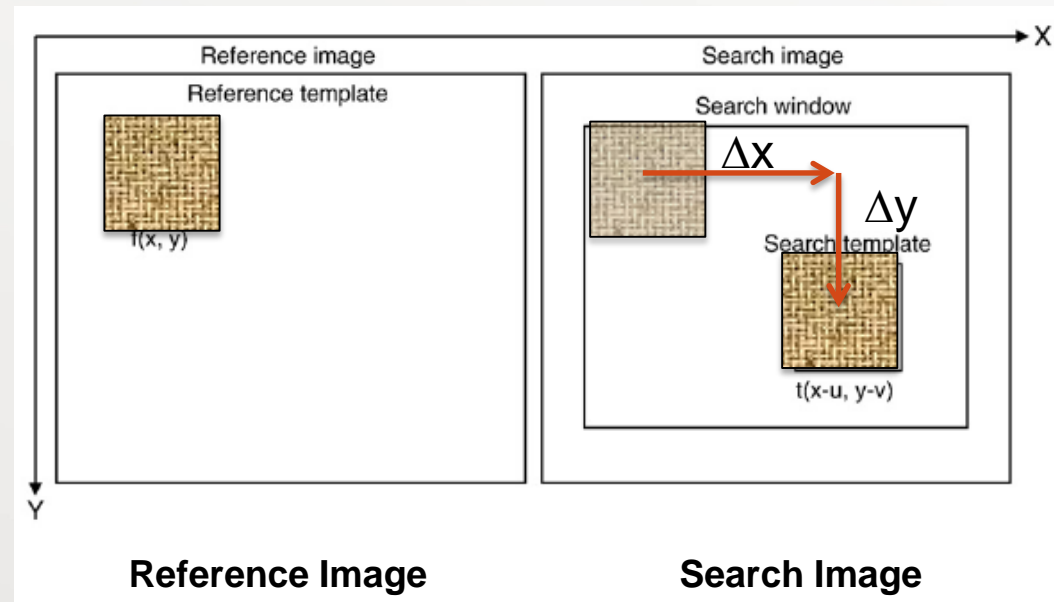 X
Reference image
Search image
Reference template
Search window
Δx
Δy
f(x, y)
Search template
t(x-u, y-v)
Y
Reference Image
Search Image